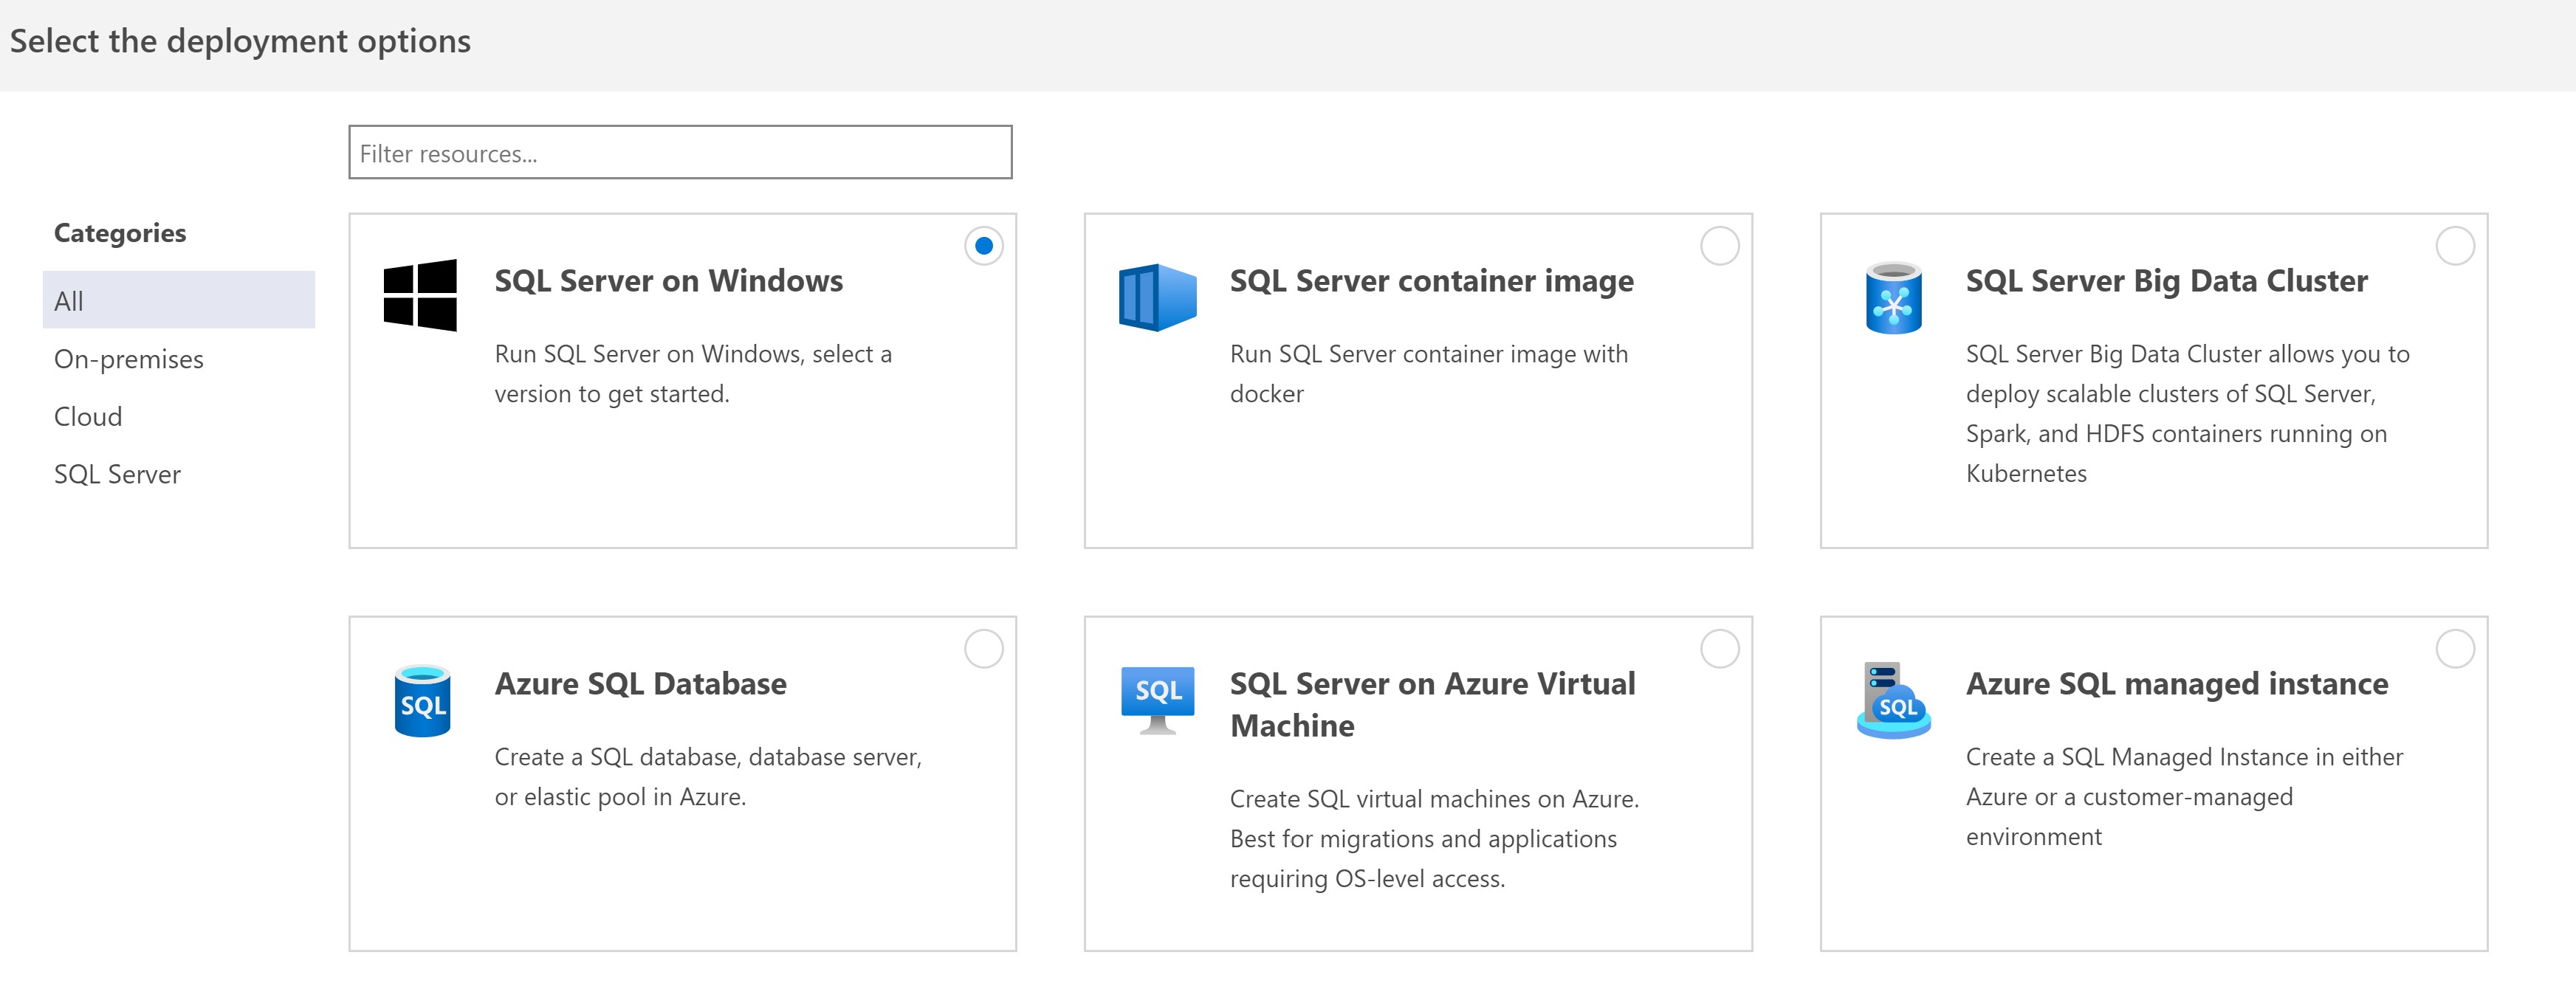 Select the deployment options
Filter resources...
Categories
All
On-premises
Cloud
SQL Server
SQL Server on Windows
Run SQL Server on Windows, select a
version to get started.
SQL Server container image
Run SQL Server container image with
docker
SQL Server Big Data Cluster
SQL Server Big Data Cluster allows you to
deploy scalable clusters of SQL Server,
Spark, and HDFS containers running on
Kubernetes
SQL
Azure SQL Database
Create a SQL database, database server,
or elastic pool in Azure.
SQL
SQL Server on Azure Virtual
Machine
Create SQL virtual machines on Azure.
Best for migrations and applications
requiring OS-level access.
SQL
Azure SQL managed instance
Create a SQL Managed Instance in either
Azure or a customer-managed
environment